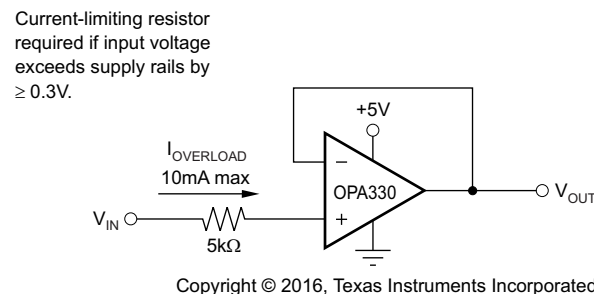 Current-limiting resistor
required if input voltage
exceeds supply rails by
≥ 0.3V.
+5V
I_OVERLOAD
10mA max
−
OPA330
+
V_IN
5kΩ
V_OUT
Copyright © 2016, Texas Instruments Incorporated